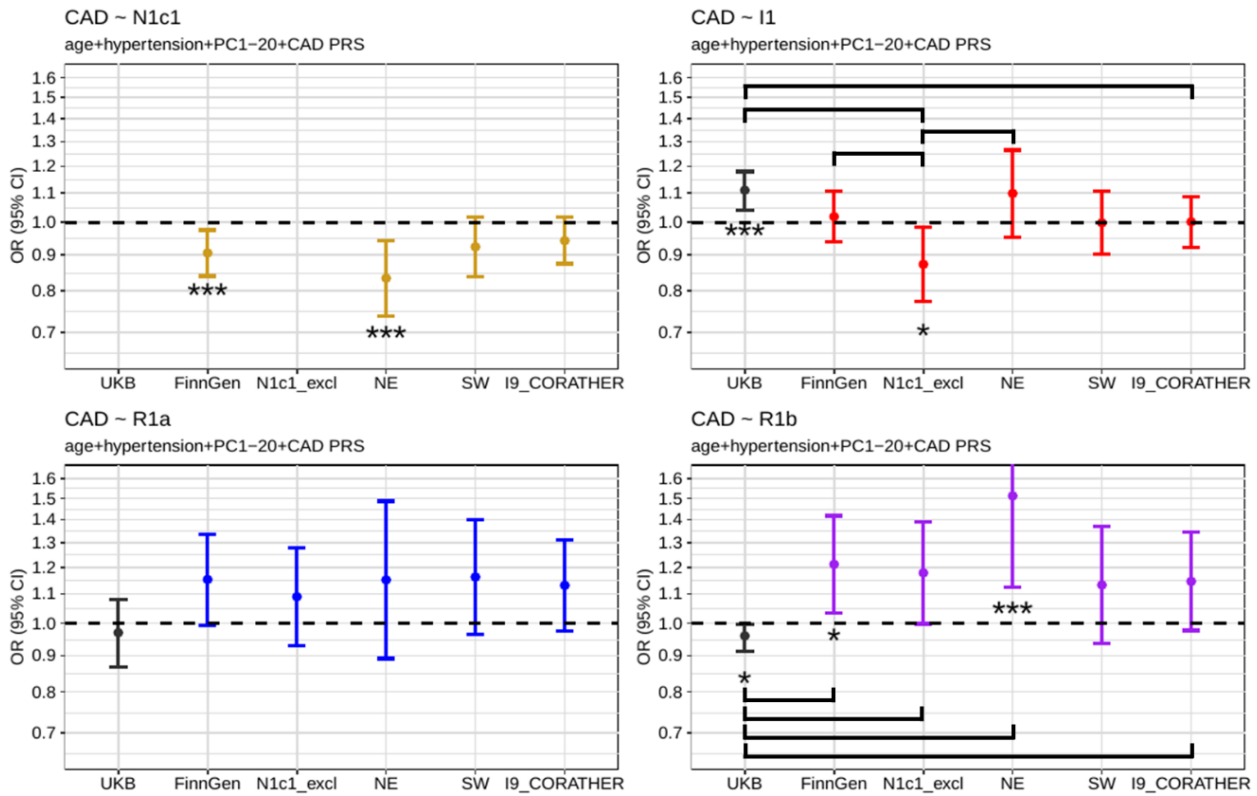 CAD ~ N1c1
age+hypertension+PC1−20+CAD PRS
OR (95% CI)
1.6
1.5
1.4
1.3
1.2
1.1
1.0
0.9
0.8
0.7
***
***
UKB FinnGen N1c1_excl NE SW I9_CORATHER
CAD ~ I1
age+hypertension+PC1−20+CAD PRS
OR (95% CI)
1.6
1.5
1.4
1.3
1.2
1.1
1.0
0.9
0.8
0.7
***
*
UKB FinnGen N1c1_excl NE SW I9_CORATHER
CAD ~ R1a
age+hypertension+PC1−20+CAD PRS
OR (95% CI)
1.6
1.5
1.4
1.3
1.2
1.1
1.0
0.9
0.8
0.7
UKB FinnGen N1c1_excl NE SW I9_CORATHER
CAD ~ R1b
age+hypertension+PC1−20+CAD PRS
OR (95% CI)
1.6
1.5
1.4
1.3
1.2
1.1
1.0
0.9
0.8
0.7
***
*
*
UKB FinnGen N1c1_excl NE SW I9_CORATHER